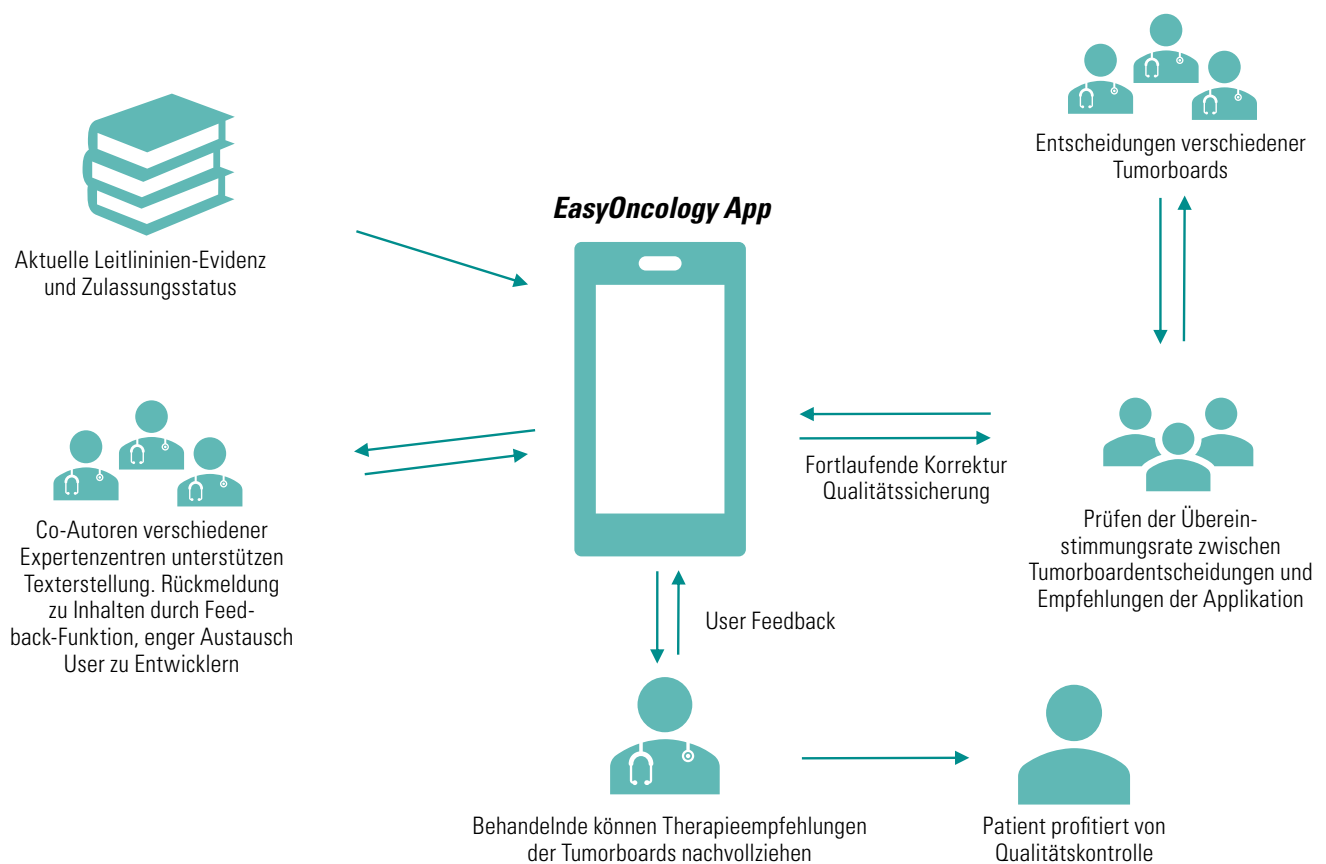 EasyOncology App
Aktuelle Leitlininien-Evidenz
und Zulassungsstatus
Entscheidungen verschiedener
Tumorboards
Co-Autoren verschiedener
Expertenzentren unterstützen
Texterstellung. Rückmeldung
zu Inhalten durch Feed-
back-Funktion, enger Austausch
User zu Entwicklern
Fortlaufende Korrektur
Qualitätssicherung
Prüfen der Überein-
stimmungsrate zwischen
Tumorboardentscheidungen und
Empfehlungen der Applikation
User Feedback
Behandelnde können Therapieempfehlungen
der Tumorboards nachvollziehen
Patient profitiert von
Qualitätskontrolle